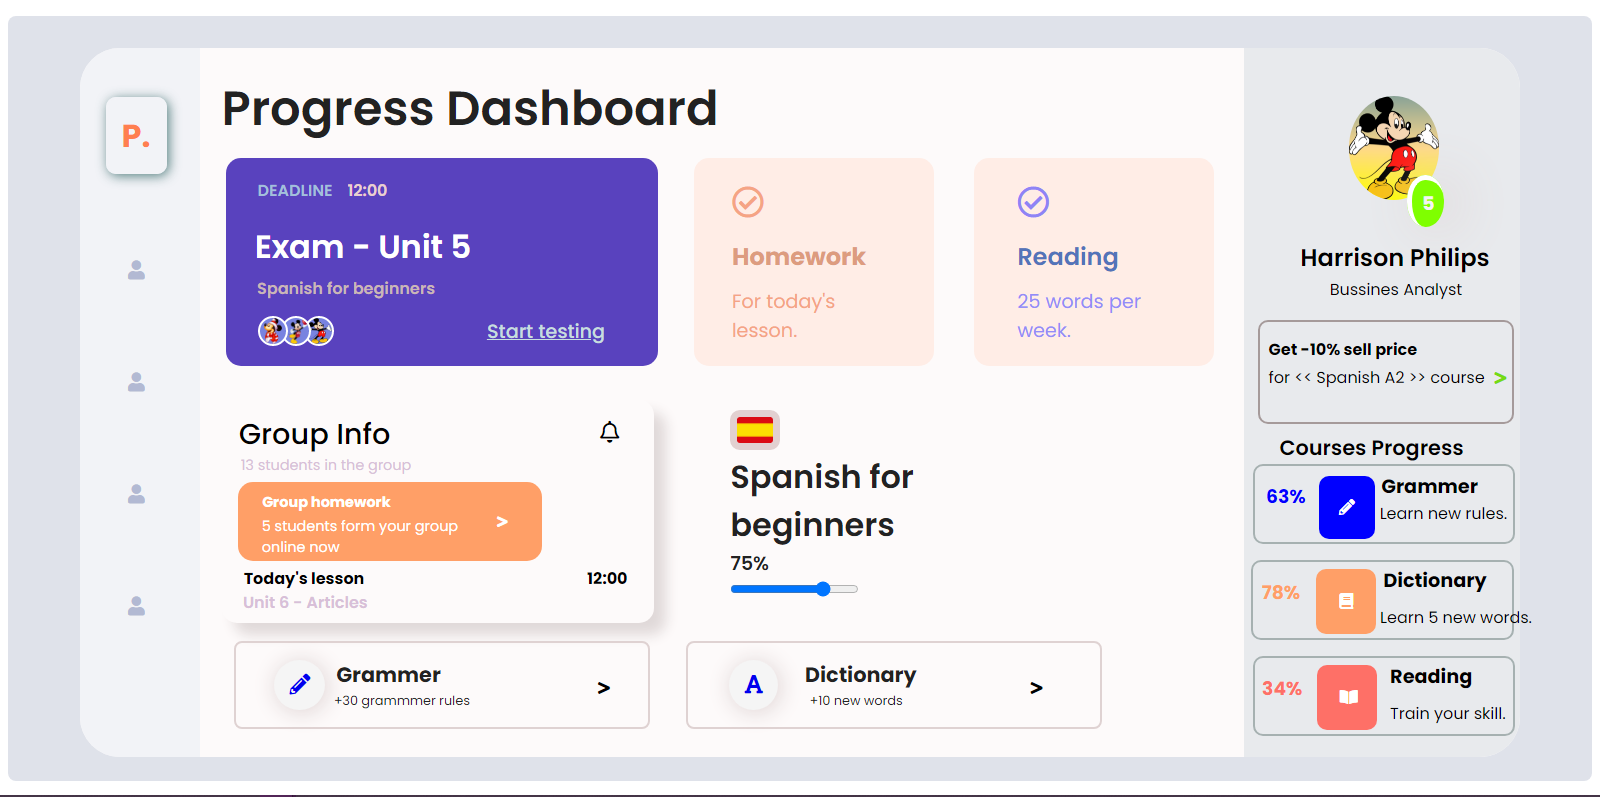 P.
Progress Dashboard
DEADLINE 12:00
Exam - Unit 5
Spanish for beginners
Start testing
Homework
For today's
lesson.
Reading
25 words per
week.
Group Info
13 students in the group
Group homework
5 students form your group
online now
>
Today's lesson 12:00
Unit 6 - Articles
Spanish for
beginners
75%
Grammer
+30 grammmer rules
>
A
Dictionary
+10 new words
>
5
Harrison Philips
Bussines Analyst
Get -10% sell price
for << Spanish A2 >> course >
Courses Progress
63%
Grammer
Learn new rules.
78%
Dictionary
Learn 5 new words.
34%
Reading
Train your skill.